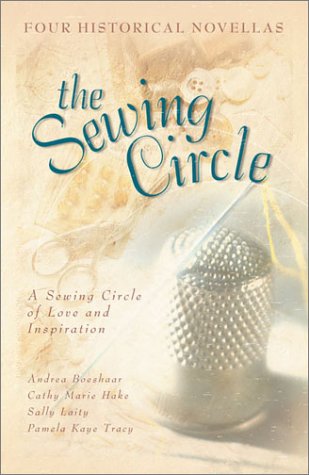 FOUR HISTORICAL NOVELLAS
the
Sewing
Circle
A Sewing Circle
of Love and
Inspiration
Andrea Boeshaar
Cathy Marie Hake
Sally Laity
Pamela Kaye Tracy